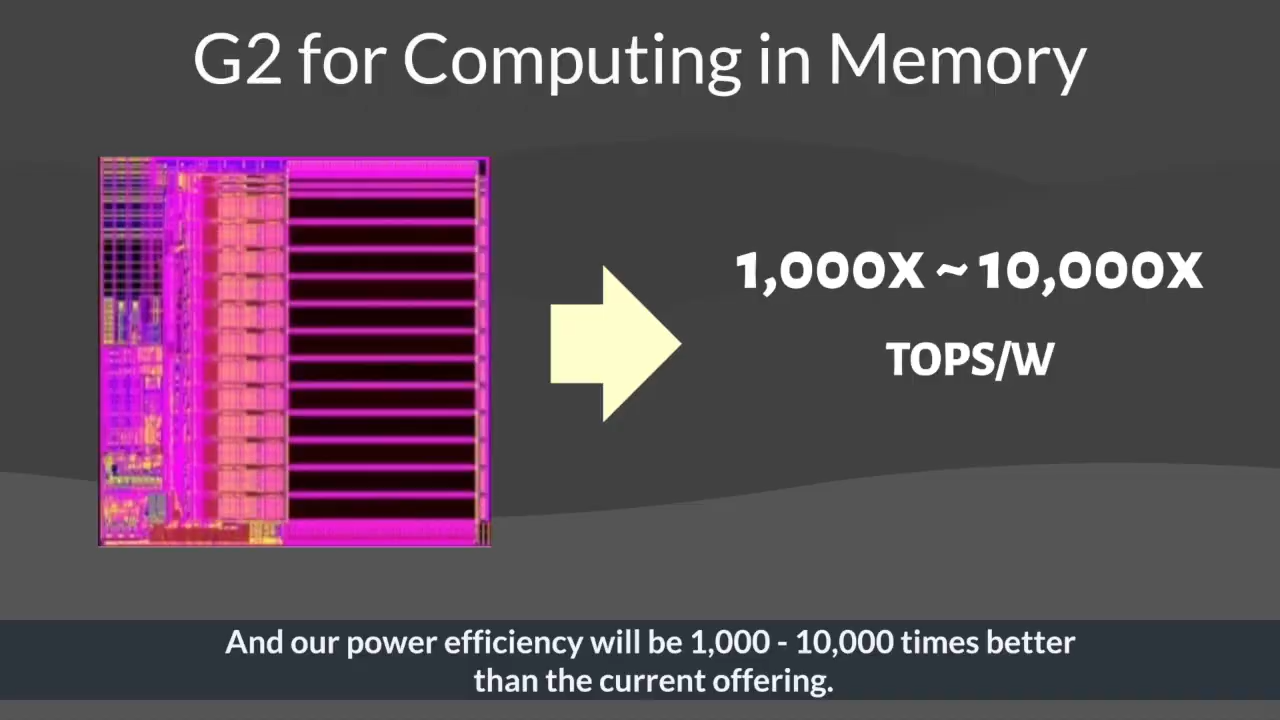 G2 for Computing in Memory
1,000X ~ 10,000X
TOPS/W
And our power efficiency will be 1,000 - 10,000 times better
than the current offering.